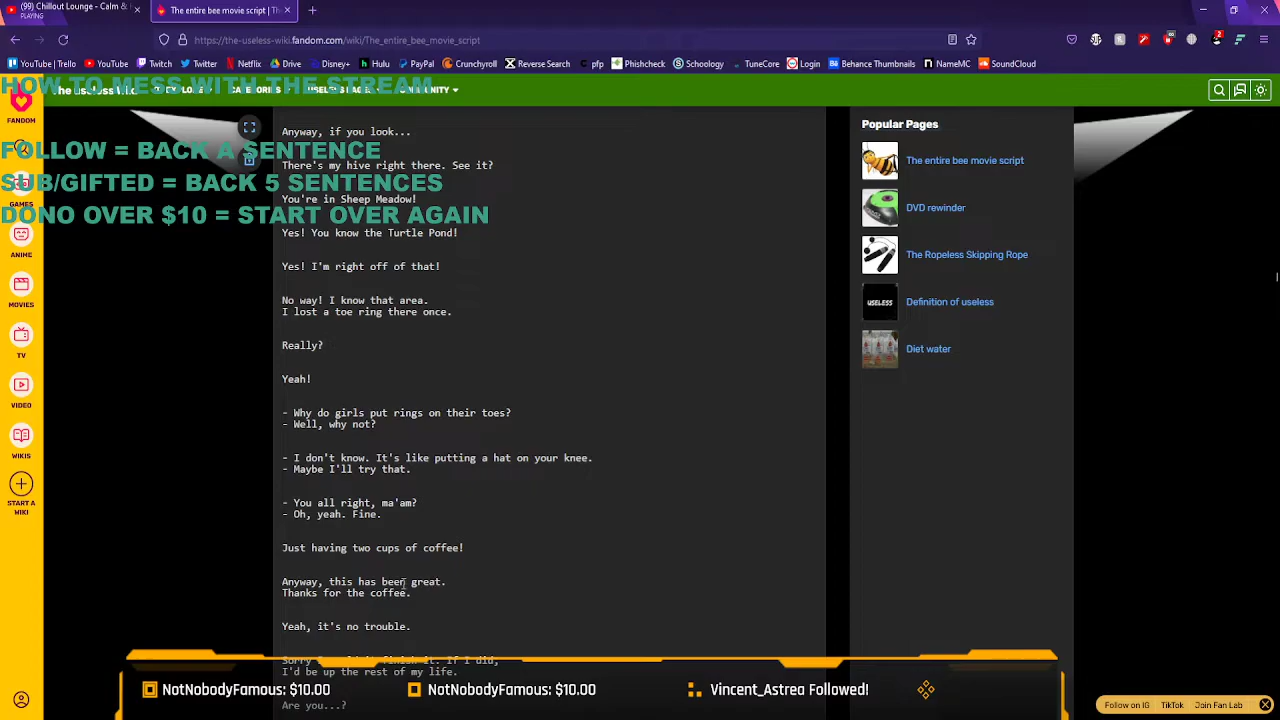 (99) Chillout Lounge - Calm &
PLAYING
The entire bee movie script | Th
https://the-useless-wiki.fandom.com/wiki/The_entire_bee_movie_script
YouTube | Trello
YouTube
Twitch
Twitter
Netflix
Drive
Disney+
Hulu
PayPal
Crunchyroll
Reverse Search
pfp
Phishcheck
Schoology
TuneCore
Login
Behance Thumbnails
NameMC
SoundCloud
HOW TO MESS WITH THE STREAM
FOLLOW = BACK A SENTENCE
SUB/GIFTED = BACK 5 SENTENCES
DONO OVER $10 = START OVER AGAIN
FANDOM
GAMES
ANIME
MOVIES
TV
VIDEO
WIKIS
START A
WIKI
Anyway, if you look...
There's my hive right there. See it?
You're in Sheep Meadow!
Yes! You know the Turtle Pond!
Yes! I'm right off of that!
No way! I know that area.
I lost a toe ring there once.
Really?
Yeah!
- Why do girls put rings on their toes?
- Well, why not?
- I don't know. It's like putting a hat on your knee.
- Maybe I'll try that.
- You all right, ma'am?
- Oh, yeah. Fine.
Just having two cups of coffee!
Anyway, this has been great.
Thanks for the coffee.
Yeah, it's no trouble.
Sorry I couldn't finish it. If I did,
I'd be up the rest of my life.
Are you...?
Popular Pages
The entire bee movie script
DVD rewinder
The Ropeless Skipping Rope
USELESS
Definition of useless
Diet water
NotNobodyFamous: $10.00
NotNobodyFamous: $10.00
Vincent_Astrea Followed!
Follow on IG
TikTok
Join Fan Lab